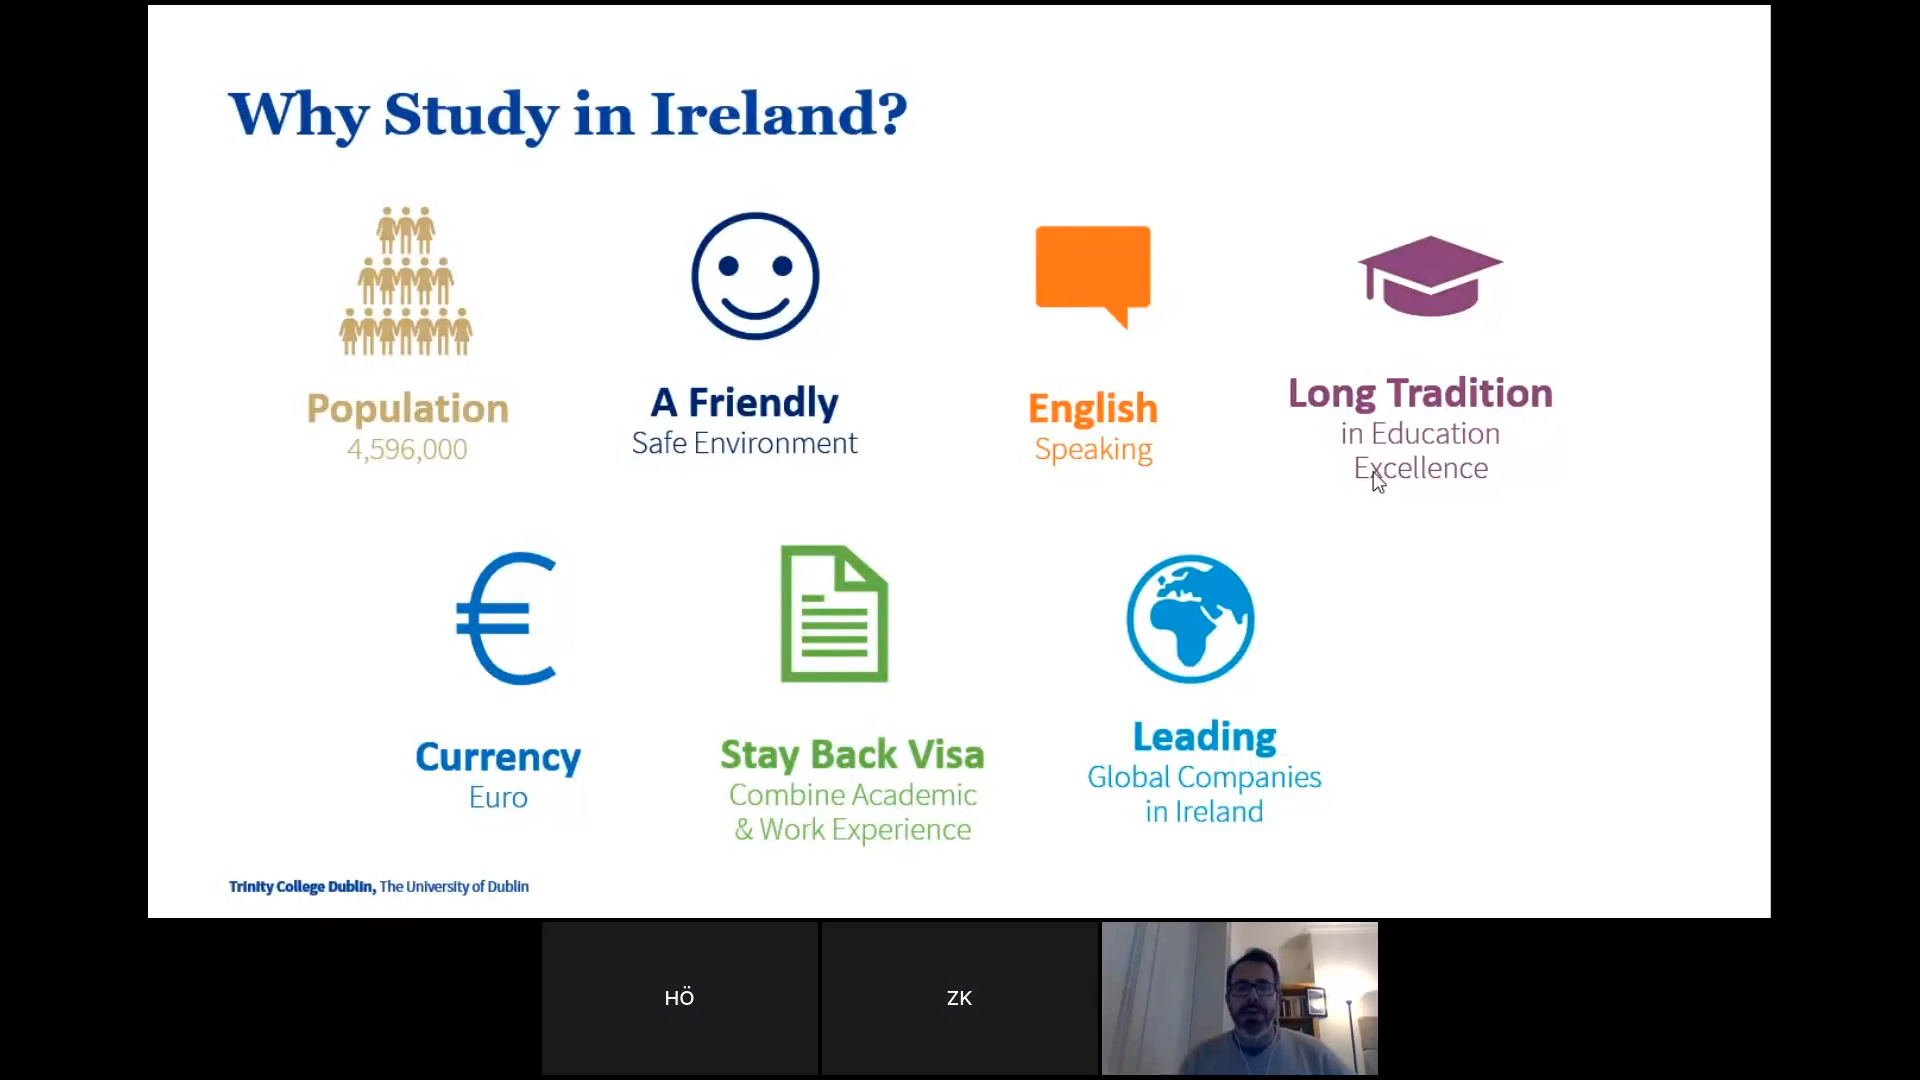 Why Study in Ireland?
Population
4,596,000
A Friendly
Safe Environment
English
Speaking
Long Tradition
in Education
Excellence
€
Currency
Euro
Stay Back Visa
Combine Academic
& Work Experience
Leading
Global Companies
in Ireland
Trinity College Dublin, The University of Dublin
HÖ
ZK